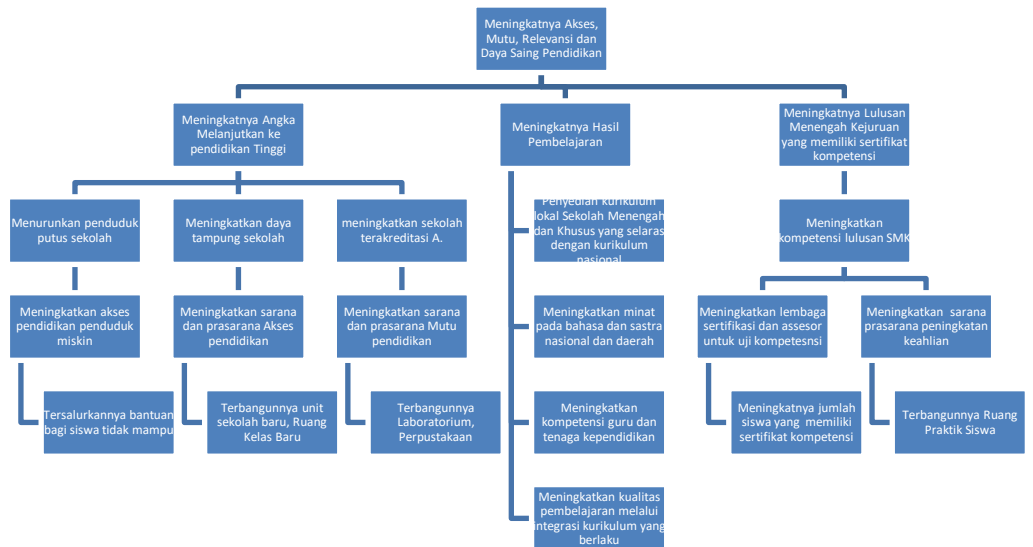 Meningkatnya Akses,
Mutu, Relevansi dan
Daya Saing Pendidikan
Meningkatnya Angka
Melanjutkan ke
pendidikan Tinggi
Meningkatnya Hasil
Pembelajaran
Meningkatnya Lulusan
Menengah Kejuruan
yang memiliki sertifikat
kompetensi
Menurunkan penduduk
putus sekolah
Meningkatkan daya
tampung sekolah
meningkatkan sekolah
terakreditasi A.
Penyedian kurikulum
lokal Sekolah Menengah
dan Khusus yang selaras
dengan kurikulum
nasional
Meningkatkan
kompetensi lulusan SMK
Meningkatkan akses
pendidikan penduduk
miskin
Meningkatkan sarana
dan prasarana Akses
pendidikan
Meningkatkan sarana
dan prasarana Mutu
pendidikan
Meningkatkan minat
pada bahasa dan sastra
nasional dan daerah
Meningkatkan lembaga
sertifikasi dan assesor
untuk uji kompetesnsi
Meningkatkan sarana
prasarana peningkatan
keahlian
Tersalurkannya bantuan
bagi siswa tidak mampu
Terbangunnya unit
sekolah baru, Ruang
Kelas Baru
Terbangunnya
Laboratorium,
Perpustakaan
Meningkatkan
kompetensi guru dan
tenaga kependidikan
Meningkatnya jumlah
siswa yang memiliki
sertifikat kompetensi
Terbangunnya Ruang
Praktik Siswa
Meningkatkan kualitas
pembelajaran melalui
integrasi kurikulum yang
berlaku